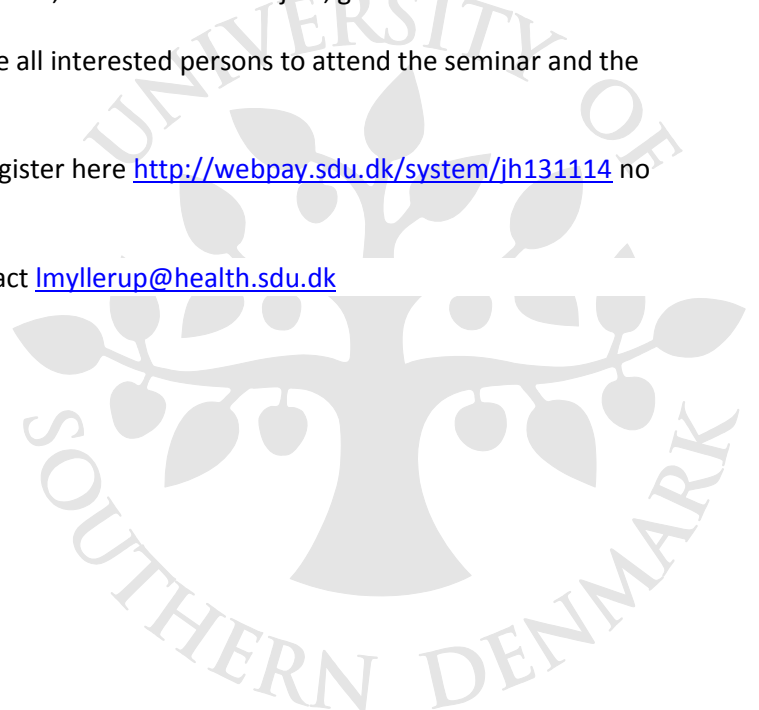 e all interested persons to attend the seminar and the
gister here http://webpay.sdu.dk/system/jh131114 no
act lmyllerup@health.sdu.dk
UNIVERSITY OF
SOUTHERN DENMARK